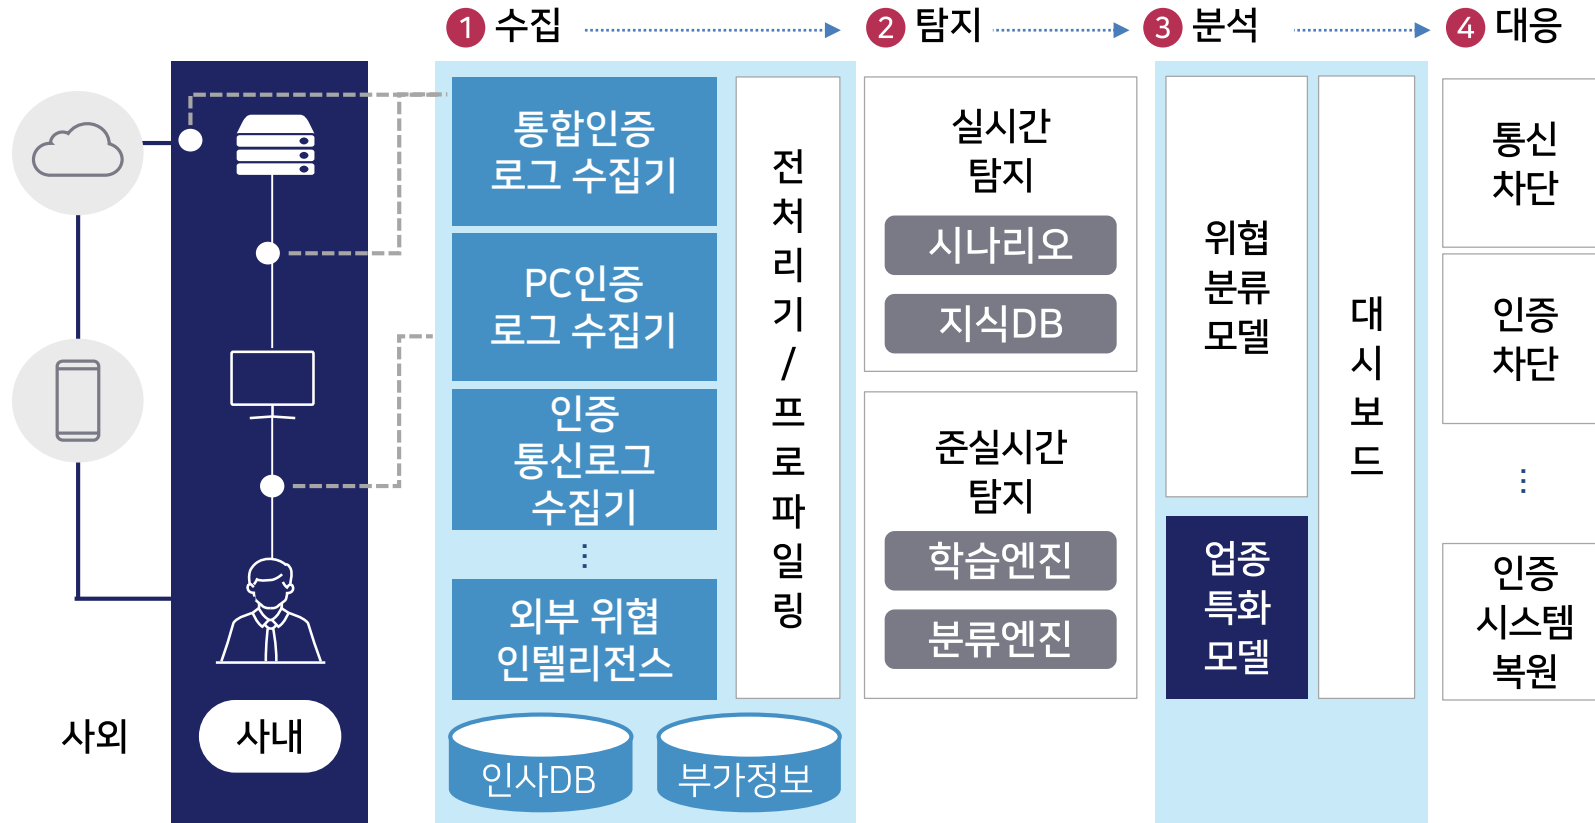 1 수집
2 탐지
3 분석
4 대응
사외
사내
통합인증
로그 수집기
PC인증
로그 수집기
인증
통신로그
수집기
외부 위협
인텔리전스
인사DB
부가정보
전
처
리
기
/
프
로
파
일
링
실시간
탐지
시나리오
지식DB
준실시간
탐지
학습엔진
분류엔진
위협
분류
모델
업종
특화
모델
대
시
보
드
통신
차단
인증
차단
인증
시스템
복원